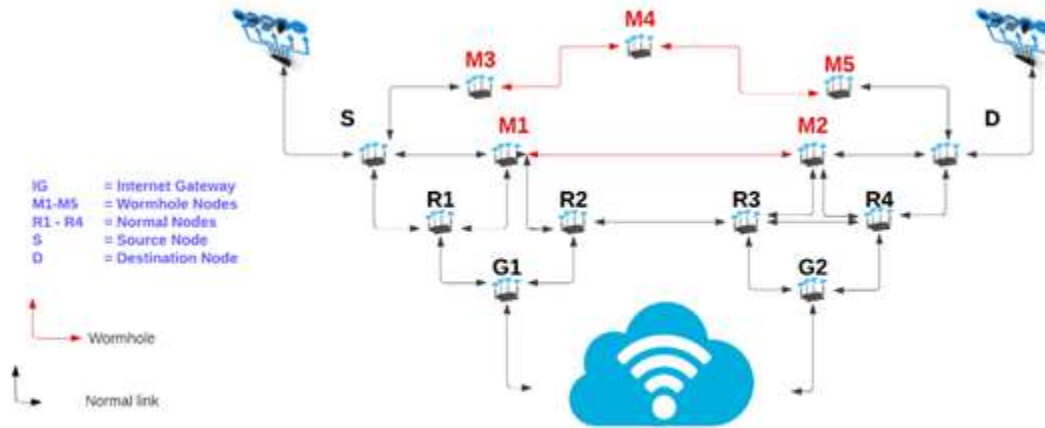 M4
M3
M5
S
M1
M2
D
IG = Internet Gateway
M1-M5 = Wormhole Nodes
R1 - R4 = Normal Nodes
S = Source Node
D = Destination Node
R1
R2
R3
R4
G1
G2
Wormhole
Normal link